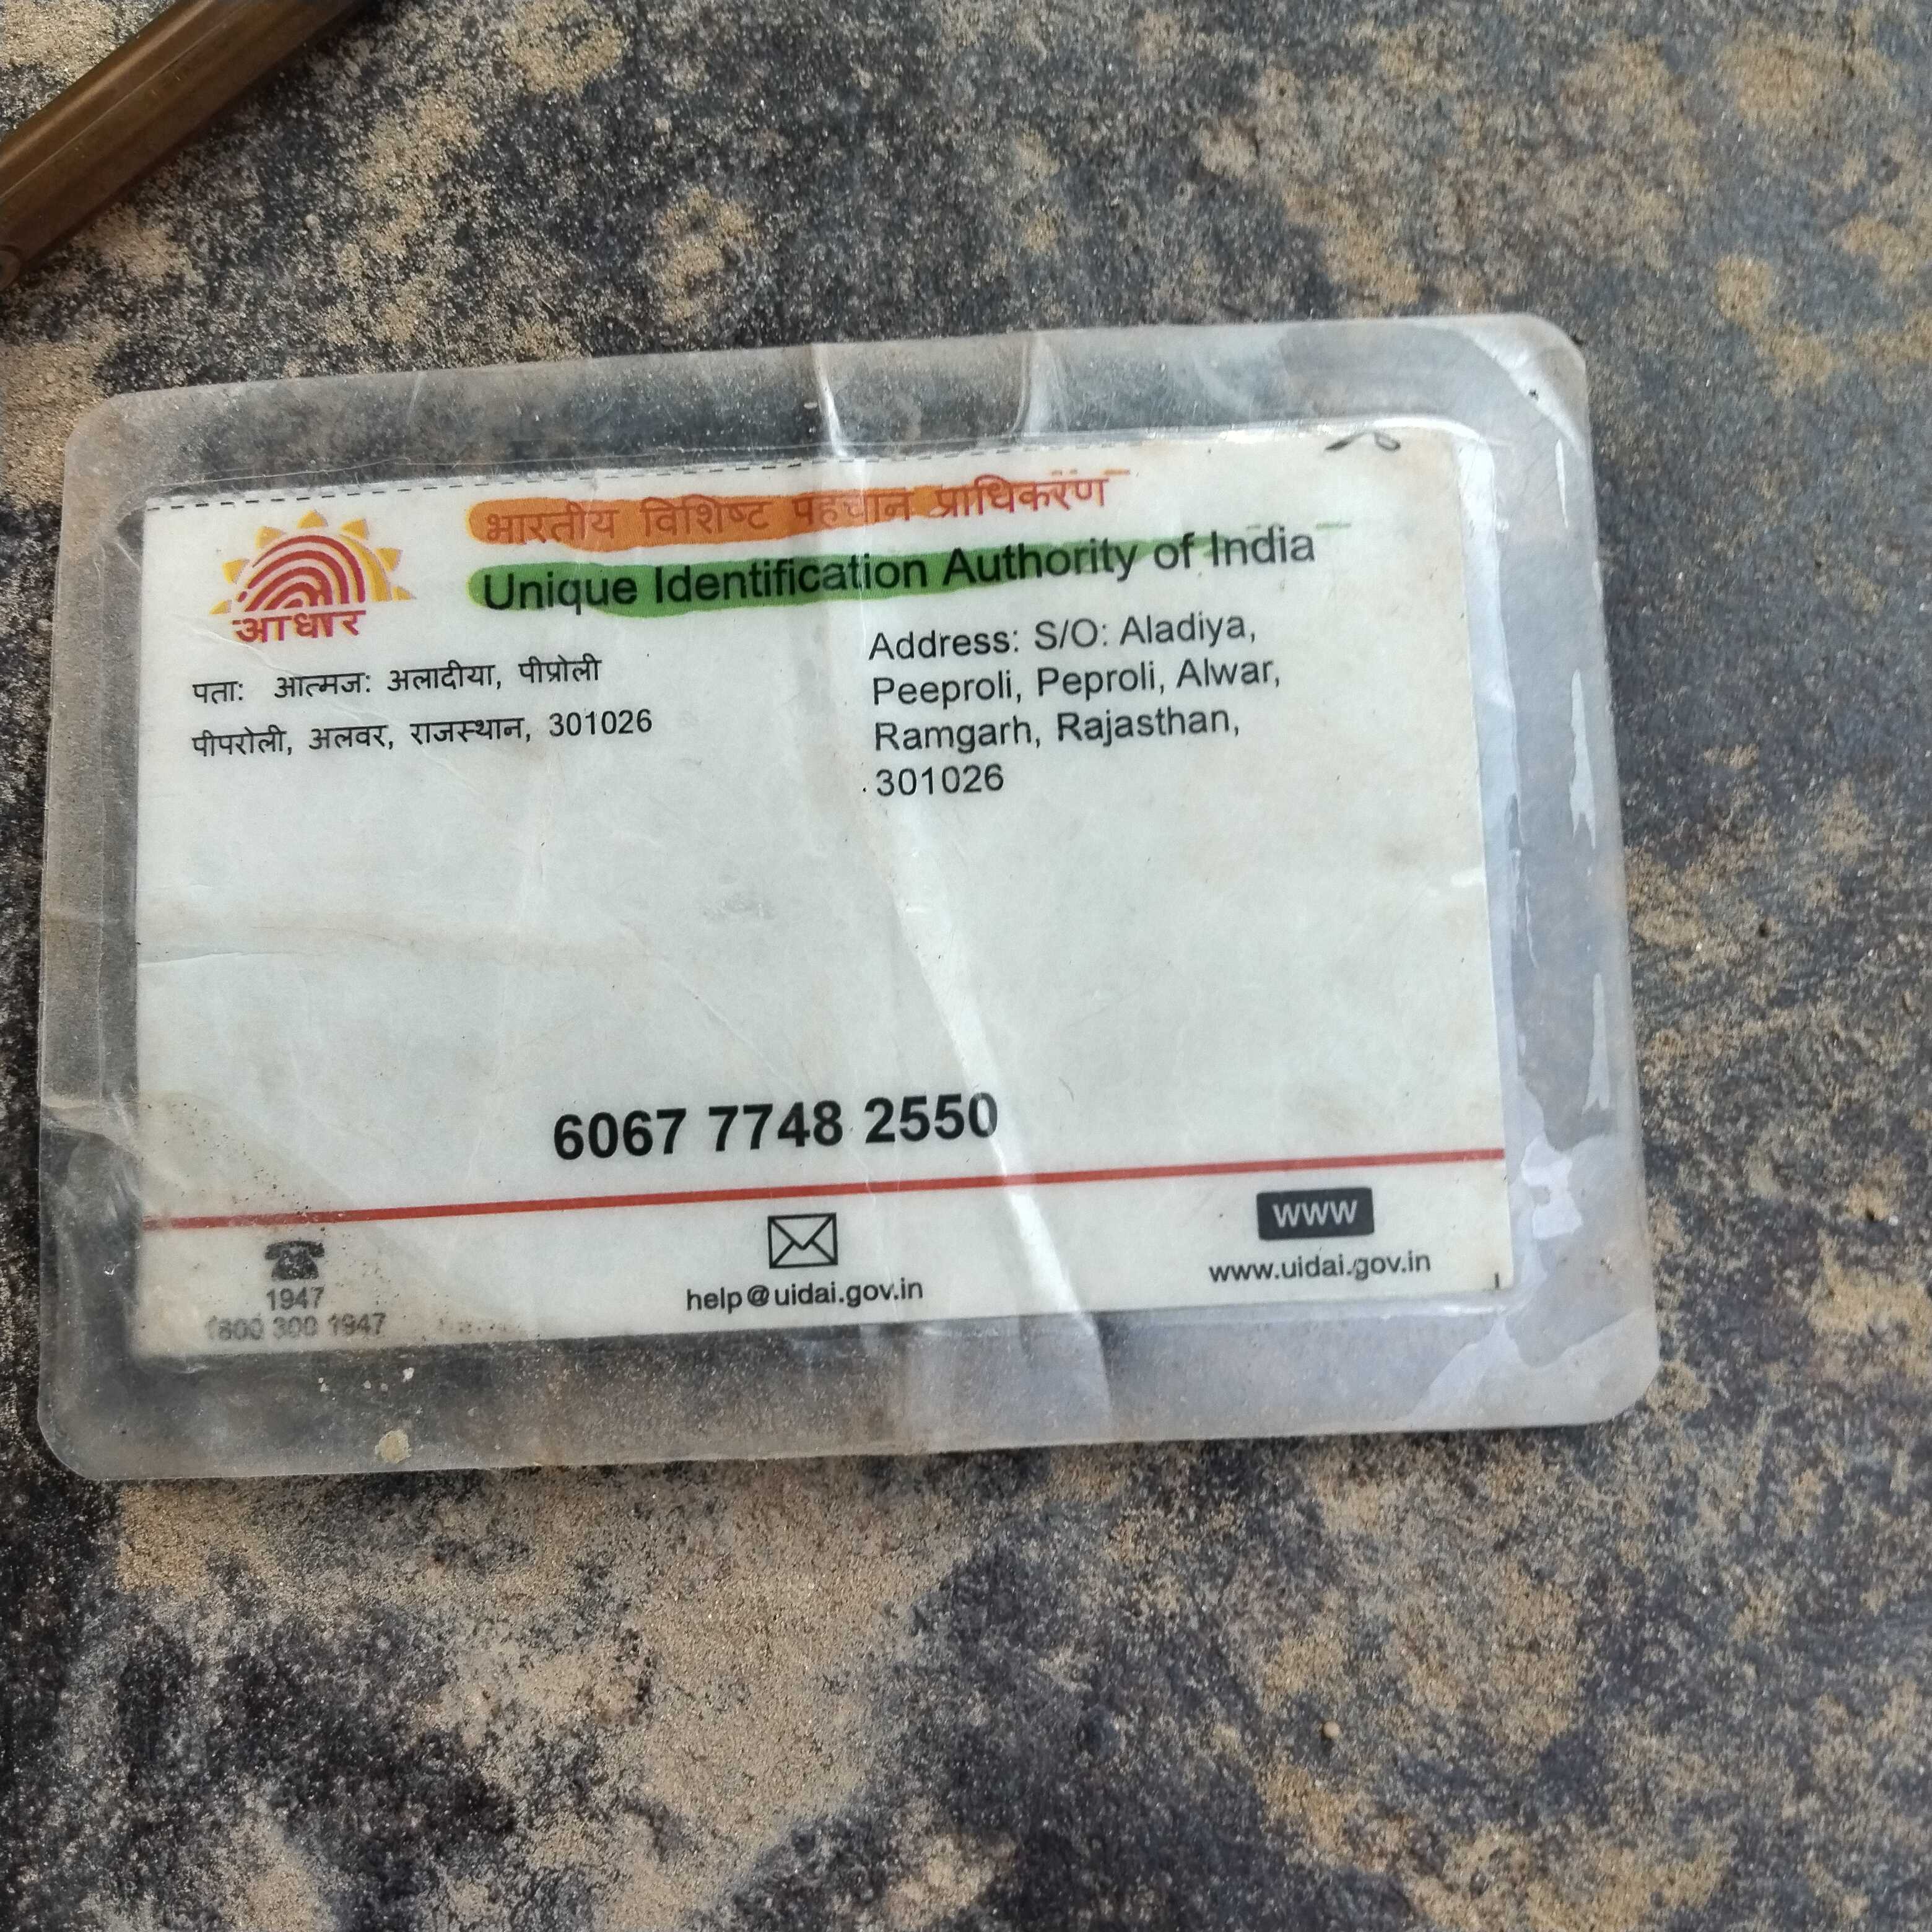 भारतीय विशिष्ट पहचान प्राधिकरण
Unique Identification Authority of India
आधार
पता: आत्मज: अलादीया, पीप्रोली
पीपरोली, अलवर, राजस्थान, 301026
Address: S/O: Aladiya,
Peeproli, Peproli, Alwar,
Ramgarh, Rajasthan,
301026
6067 7748 2550
1947
1800 300 1947
help@uidai.gov.in
WWW
www.uidai.gov.in